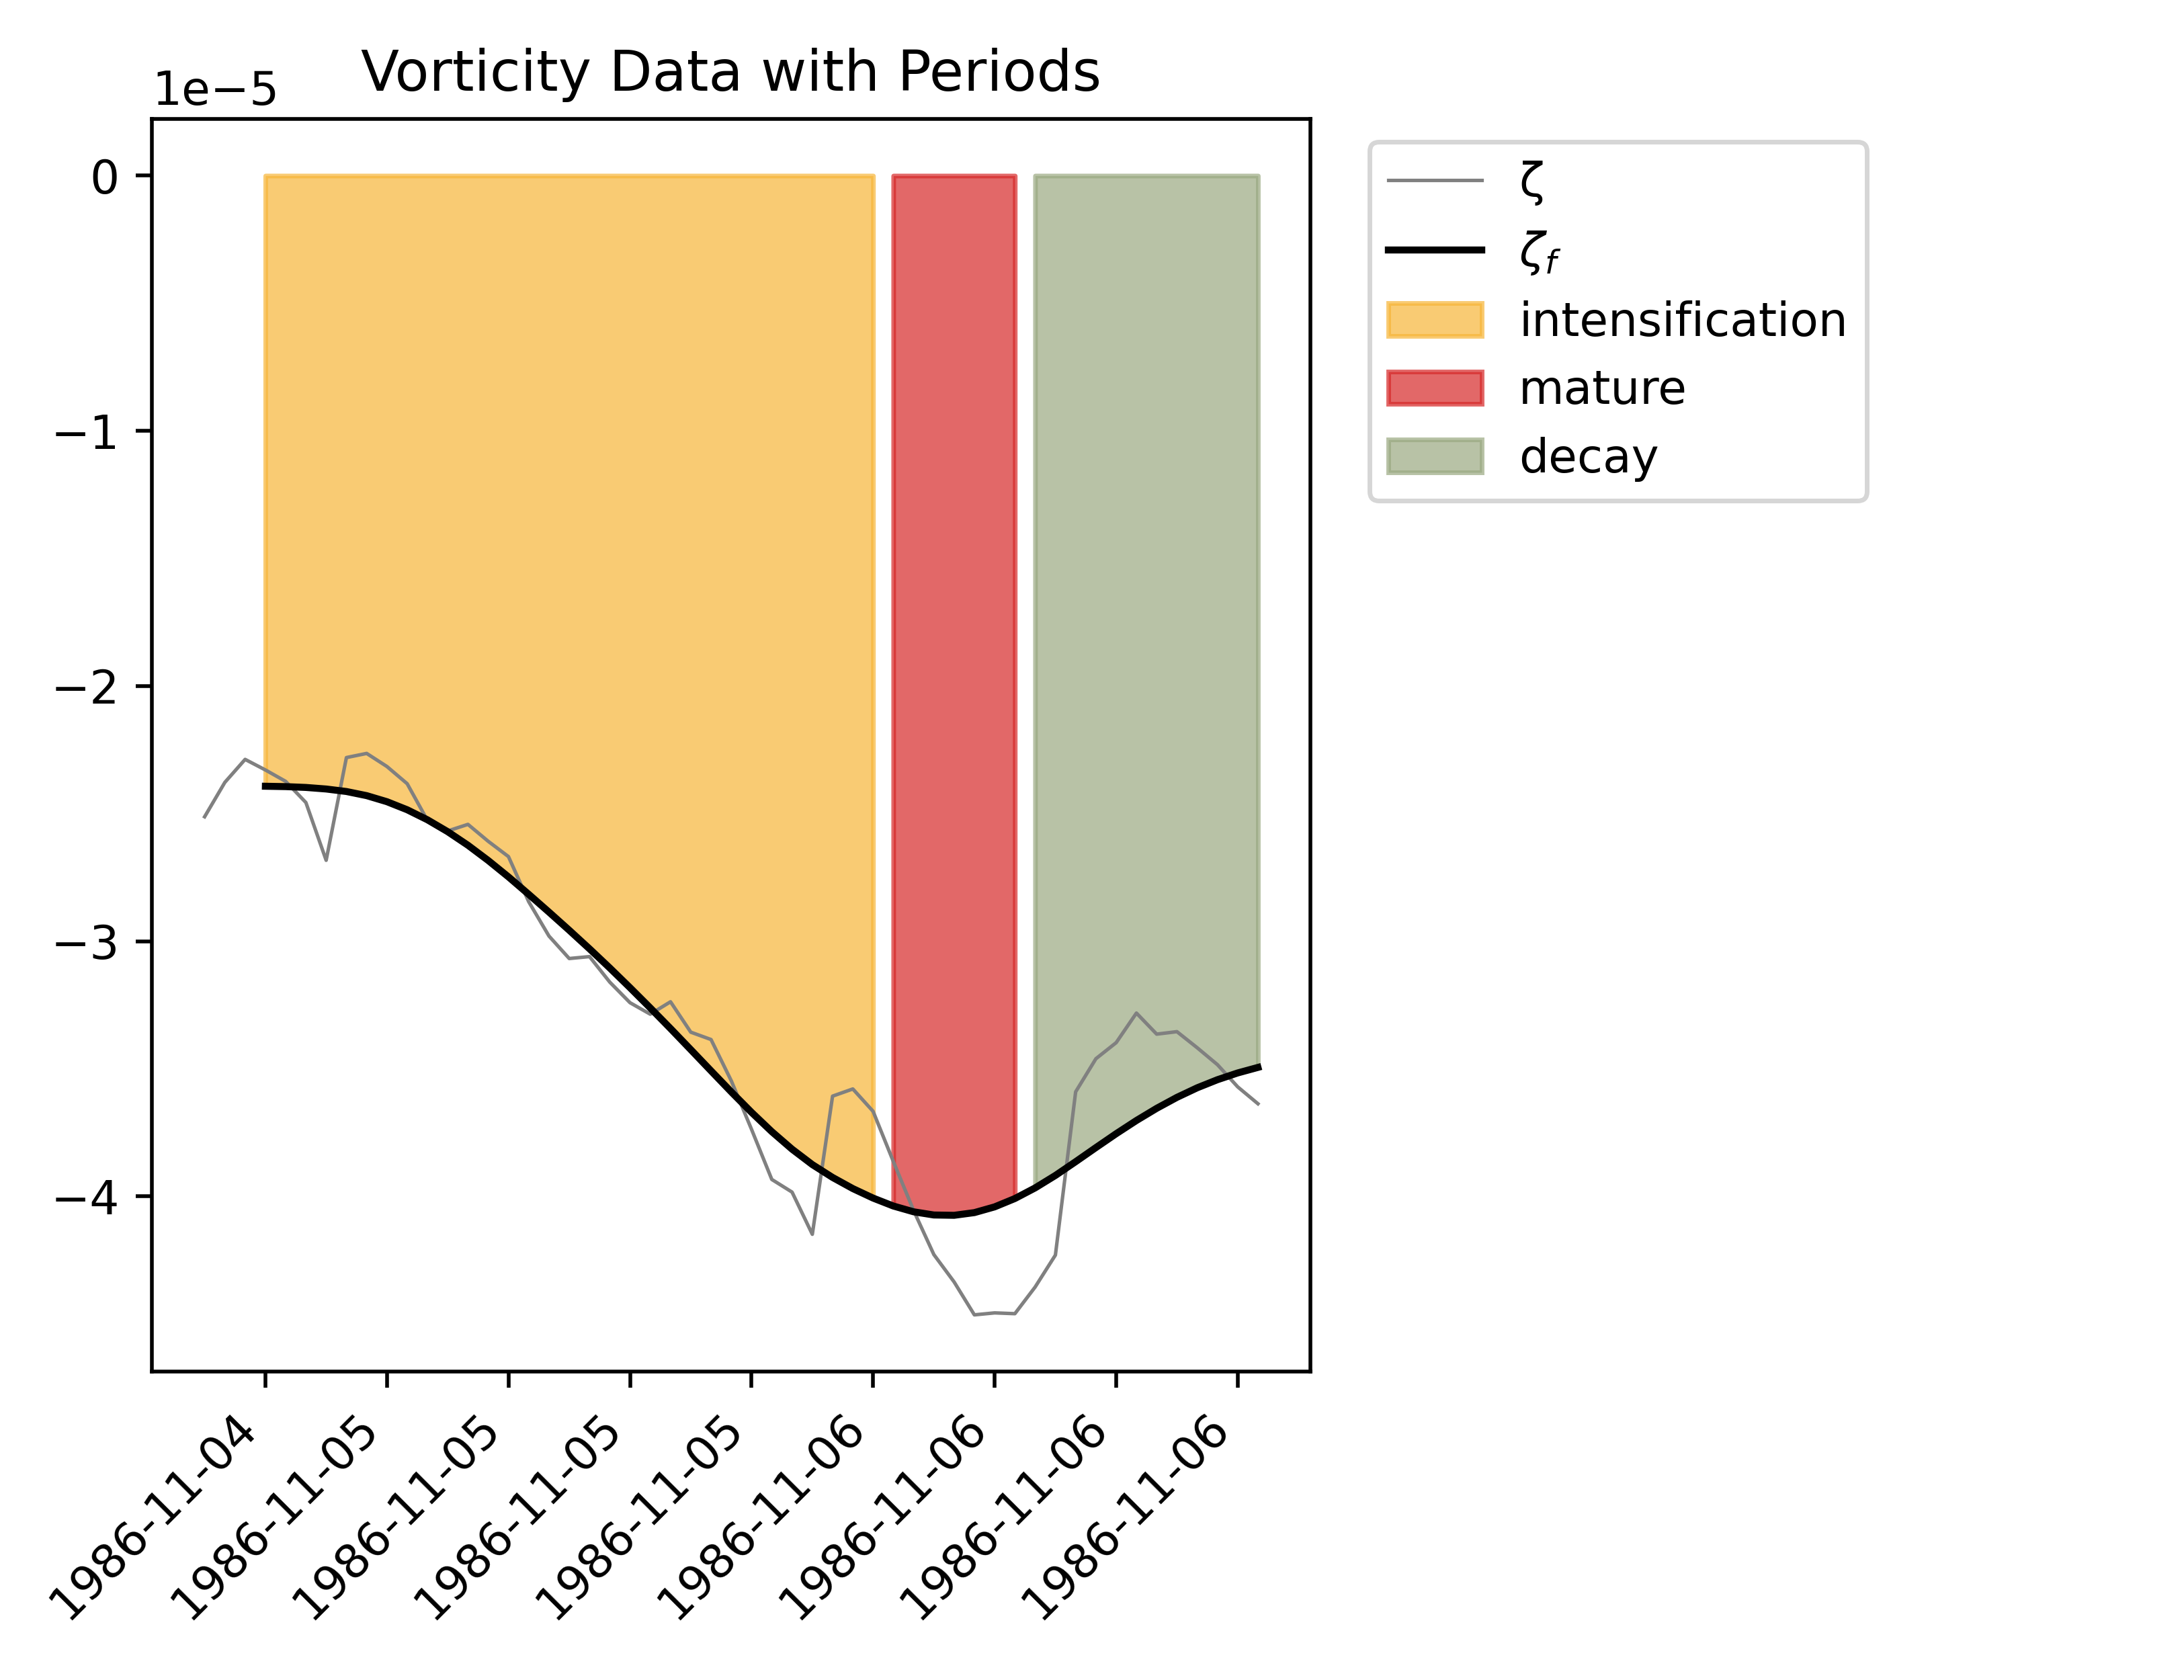 Vorticity Data with Periods
1e−5
0
−1
−2
−3
−4
1986-11-04
1986-11-05
1986-11-05
1986-11-05
1986-11-05
1986-11-06
1986-11-06
1986-11-06
1986-11-06
ζ
ζf
intensification
mature
decay